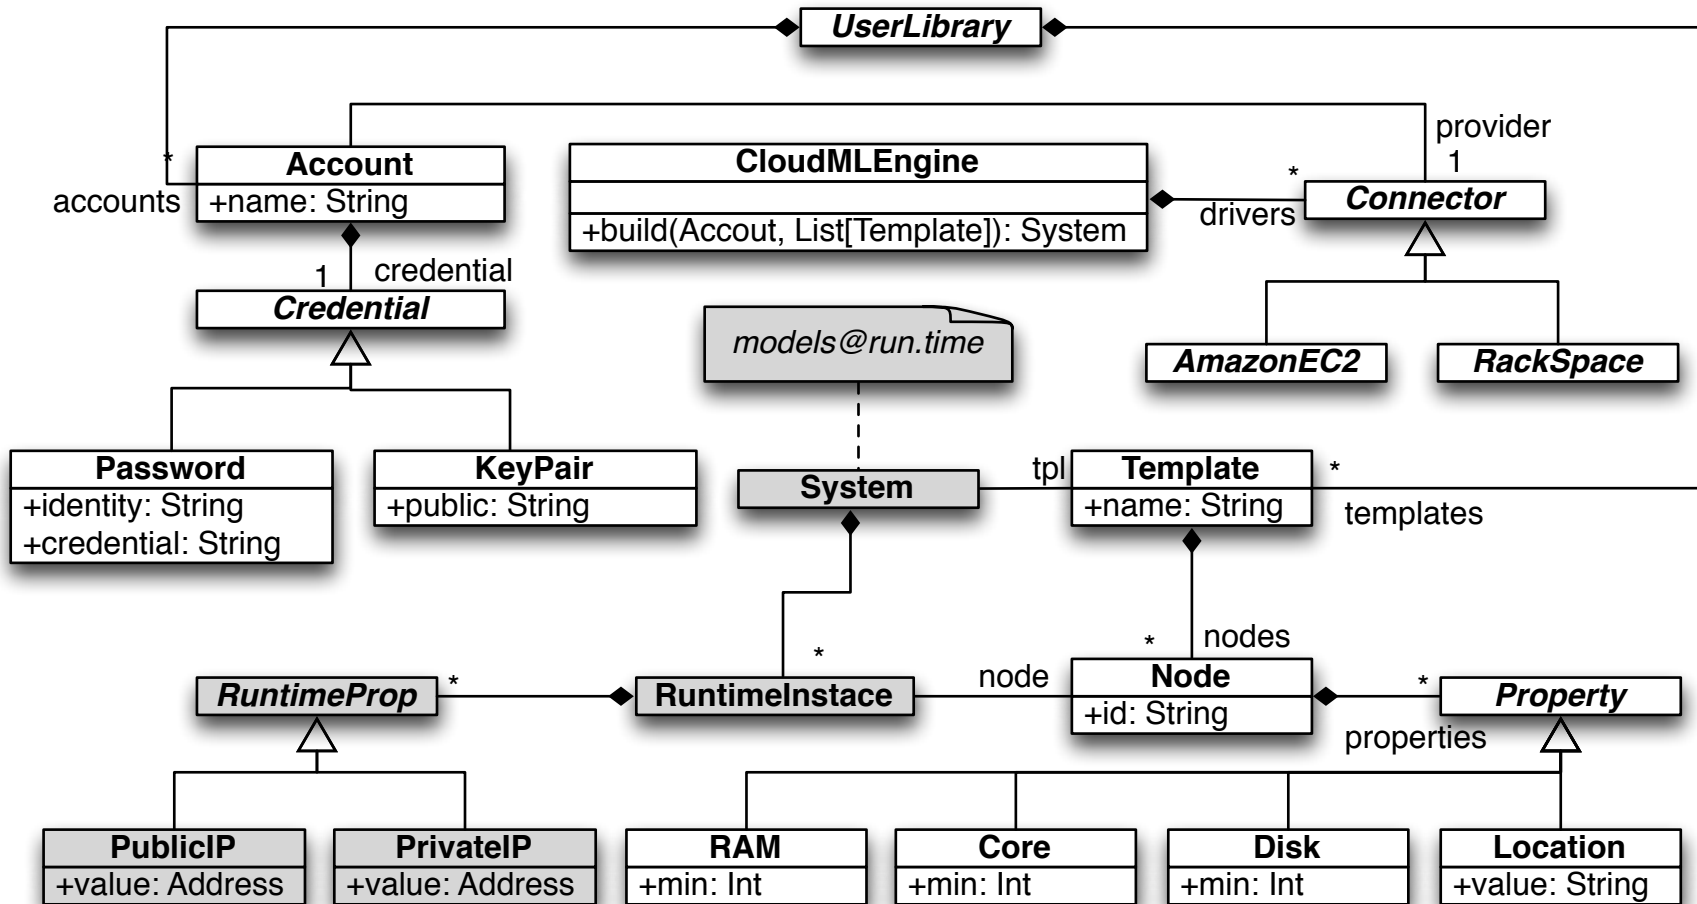 UserLibrary
provider
*
Account
CloudMLEngine
1
*
accounts
+name: String
Connector
drivers
+build(Accout, List[Template]): System
1
credential
Credential
models@run.time
AmazonEC2
RackSpace
Password
KeyPair
tpl
Template
*
+identity: String
+public: String
System
+name: String
templates
+credential: String
*
nodes
*
RuntimeProp
*
RuntimeInstace
node
Node
*
Property
+id: String
properties
PublicIP
PrivateIP
RAM
Core
Disk
Location
+value: Address
+value: Address
+min: Int
+min: Int
+min: Int
+value: String